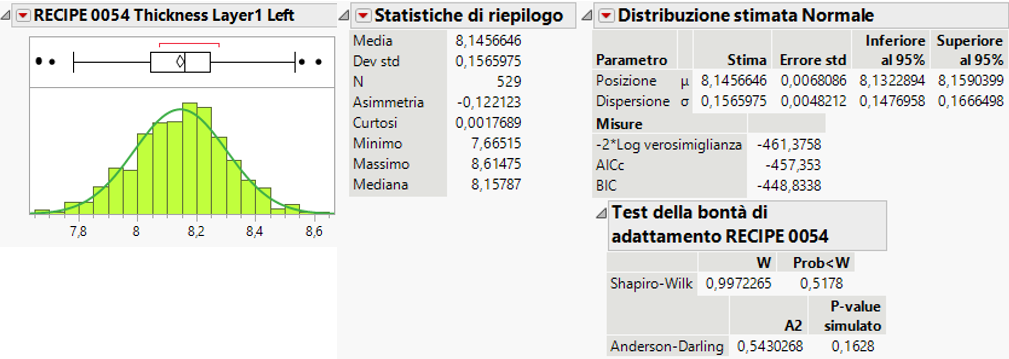 RECIPE 0054 Thickness Layer1 Left
7,8 8 8,2 8,4 8,6
Statistiche di riepilogo
Media 8,1456646
Dev std 0,1565975
N 529
Asimmetria -0,122123
Curtosi 0,0017689
Minimo 7,66515
Massimo 8,61475
Mediana 8,15787
Distribuzione stimata Normale
Inferiore Superiore
Parametro Stima Errore std al 95% al 95%
Posizione μ 8,1456646 0,0068086 8,1322894 8,1590399
Dispersione σ 0,1565975 0,0048212 0,1476958 0,1666498
Misure
-2*Log verosimiglianza -461,3758
AICc -457,353
BIC -448,8338
Test della bontà di
adattamento RECIPE 0054
W Prob<W
Shapiro-Wilk 0,9972265 0,5178
P-value
A2 simulato
Anderson-Darling 0,5430268 0,1628